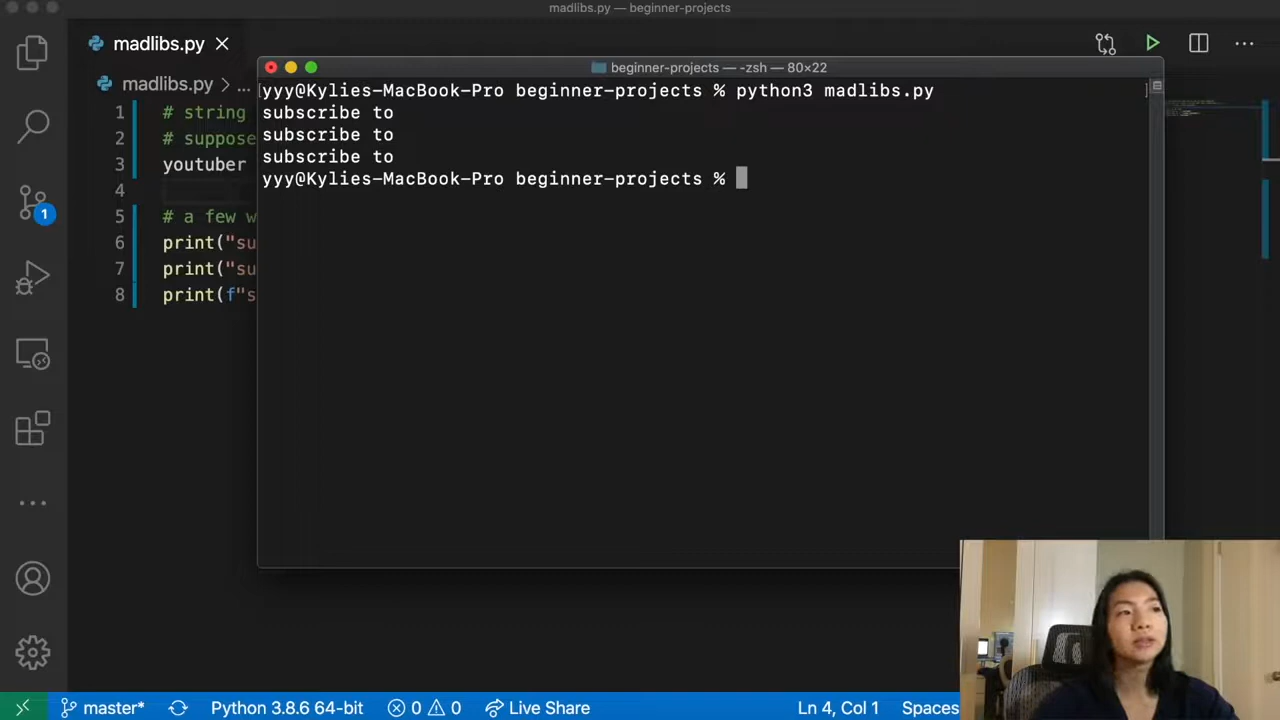 madlibs.py — beginner-projects
madlibs.py
beginner-projects — -zsh — 80×22
madlibs.py > ...
yyy@Kylies-MacBook-Pro beginner-projects % python3 madlibs.py
subscribe to
subscribe to
subscribe to
yyy@Kylies-MacBook-Pro beginner-projects %
1 # string
2 # suppose
3 youtuber
4
5 # a few w
6 print("su
7 print("su
8 print(f"s
1
master*
Python 3.8.6 64-bit
0
0
Live Share
Ln 4, Col 1
Spaces